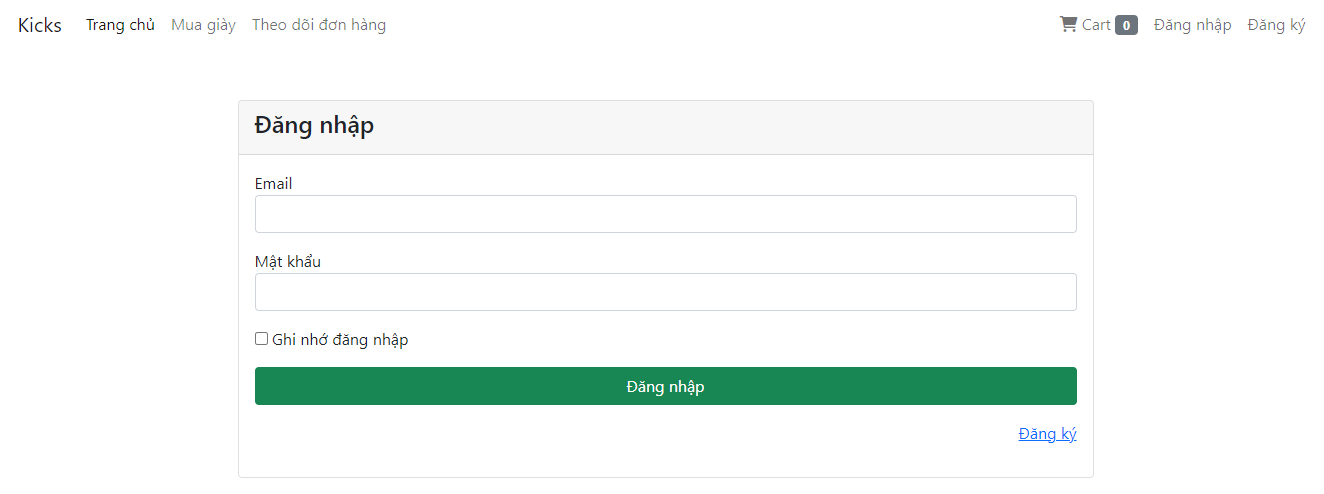 Kicks Trang chủ Mua giày Theo dõi đơn hàng Cart 0 Đăng nhập Đăng ký
Đăng nhập
Email
Mật khẩu
Ghi nhớ đăng nhập
Đăng nhập
Đăng ký